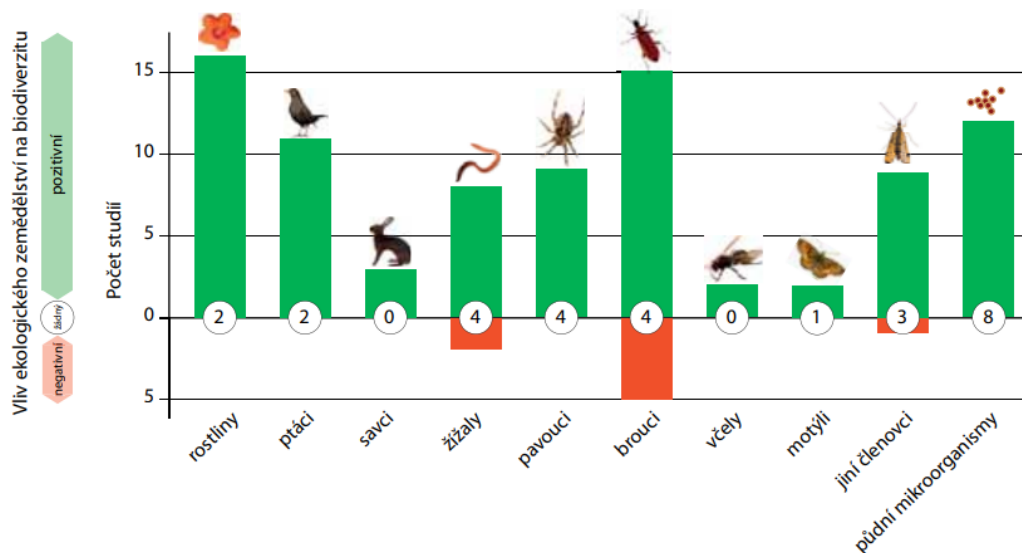 Vliv ekologického zemědělství na biodiverzitu
pozitivní
žádný
negativní
Počet studií
15
10
5
0
5
2
2
0
4
4
4
0
1
3
8
rostliny
ptáci
savci
žížaly
pavouci
brouci
včely
motýli
jiní členovci
půdní mikroorganismy